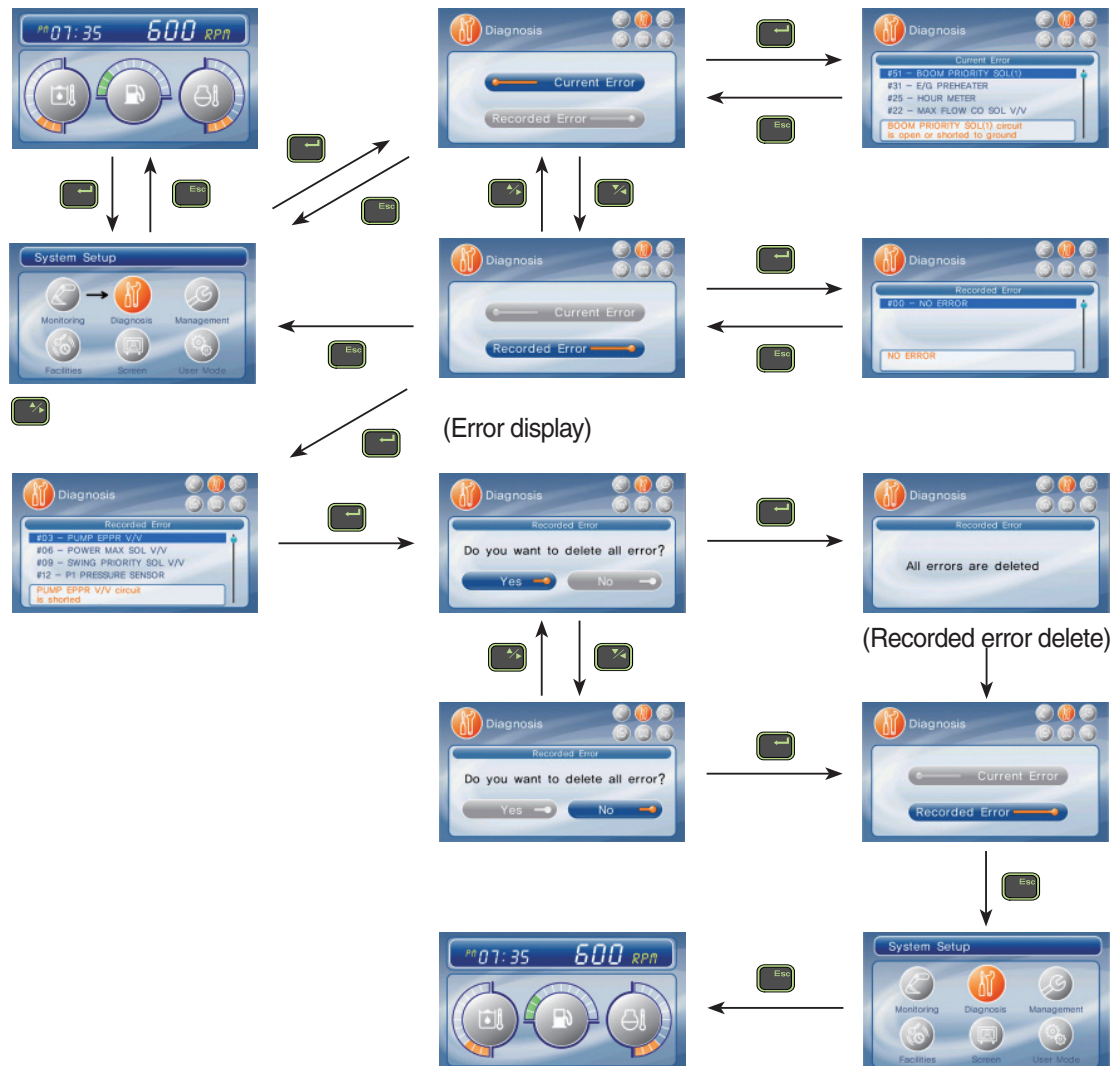 PM 07:35 600 RPM
Diagnosis
Current Error
Recorded Error
Diagnosis
Current Error
#51 - BOOM PRIORITY SOL(1)
#31 - E/G PREHEATER
#25 - HOUR METER
#22 - MAX FLOW CO SOL V/V
BOOM PRIORITY SOL(1) circuit
is open or shorted to ground
Esc
Esc
Esc
System Setup
Monitoring Diagnosis Management
Facilities Screen User Mode
Diagnosis
Current Error
Recorded Error
Diagnosis
Recorded Error
#00 - NO ERROR
NO ERROR
Esc
Esc
(Error display)
Diagnosis
Recorded Error
#03 - PUMP EPPR V/V
#06 - POWER MAX SOL V/V
#09 - SWING PRIORITY SOL V/V
#12 - P1 PRESSURE SENSOR
PUMP EPPR V/V circuit
is shorted
Diagnosis
Recorded Error
Do you want to delete all error?
Yes No
Diagnosis
Recorded Error
All errors are deleted
(Recorded error delete)
Diagnosis
Recorded Error
Do you want to delete all error?
Yes No
Diagnosis
Current Error
Recorded Error
Esc
PM 07:35 600 RPM
Esc
System Setup
Monitoring Diagnosis Management
Facilities Screen User Mode